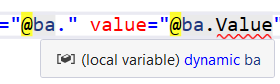 ="@ba." value="@ba.Value"
(local variable) dynamic ba